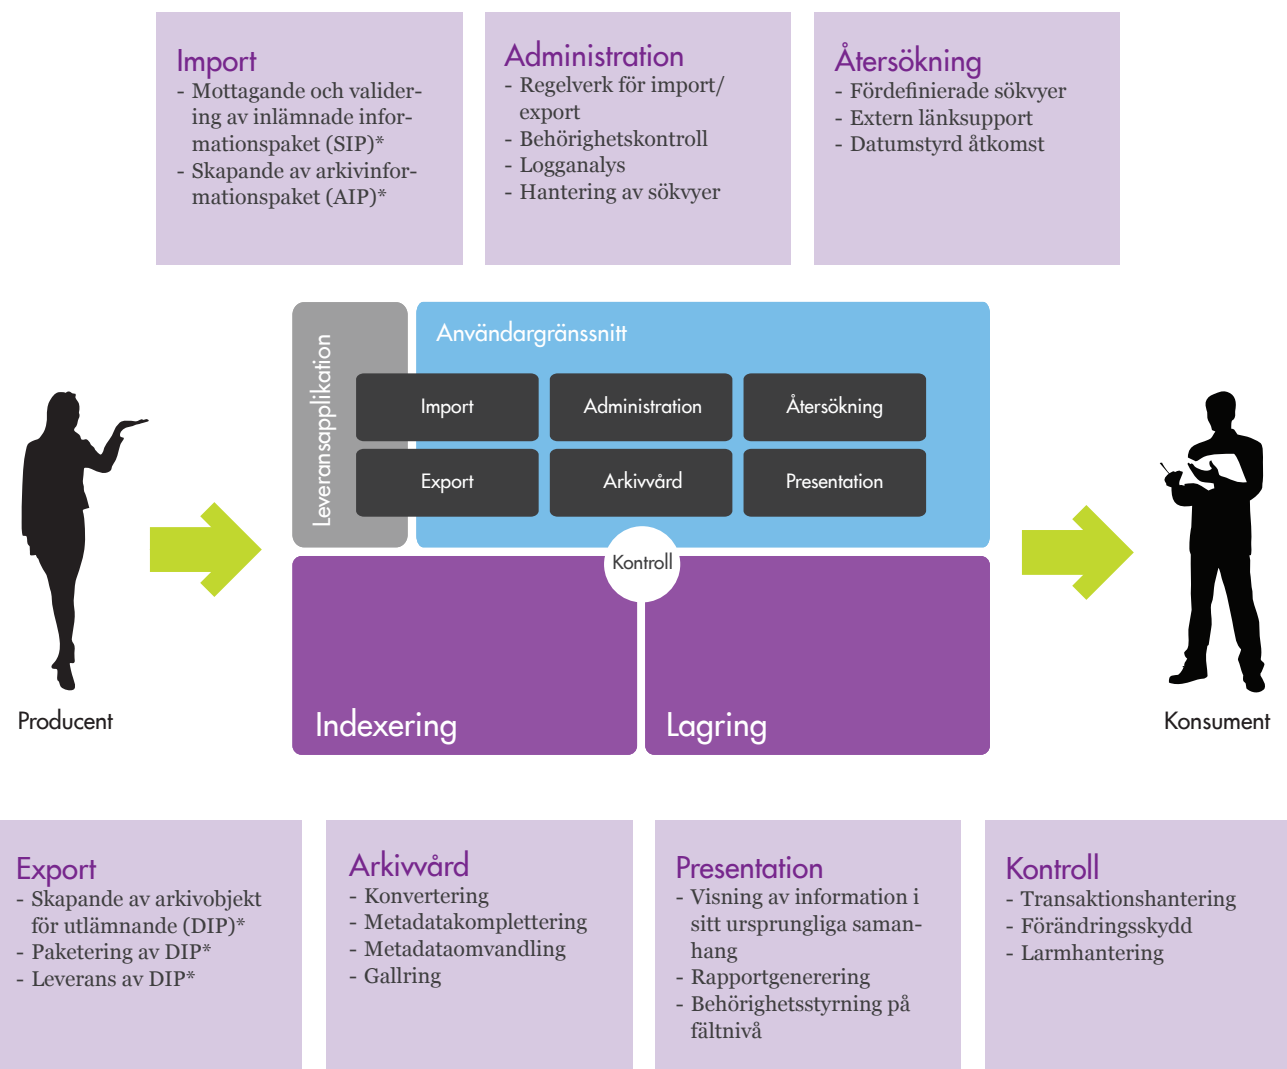 Import
- Mottagande och valider-
ing av inlämnade infor-
mationspaket (SIP)*
- Skapande av arkivinfor-
mationspaket (AIP)*
Administration
- Regelverk för import/
export
- Behörighetskontroll
- Logganalys
- Hantering av sökvyer
Återsökning
- Fördefinierade sökvyer
- Extern länksupport
- Datumstyrd åtkomst
Leveransapplikation
Användargränssnitt
Import
Administration
Återsökning
Export
Arkivvård
Presentation
Kontroll
Indexering
Lagring
Producent
Konsument
Export
- Skapande av arkivobjekt
för utlämnande (DIP)*
- Paketering av DIP*
- Leverans av DIP*
Arkivvård
- Konvertering
- Metadatakomplettering
- Metadataomvandling
- Gallring
Presentation
- Visning av information i
sitt ursprungliga saman-
hang
- Rapportgenerering
- Behörighetsstyrning på
fältnivå
Kontroll
- Transaktionshantering
- Förändringsskydd
- Larmhantering